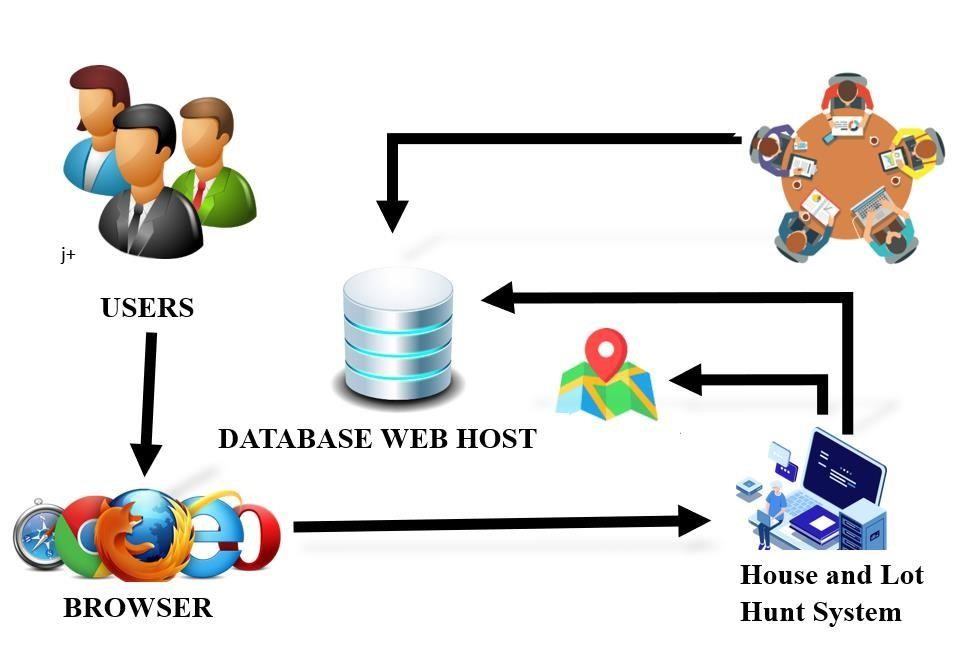 j+
USERS
DATABASE WEB HOST
BROWSER
House and Lot
Hunt System